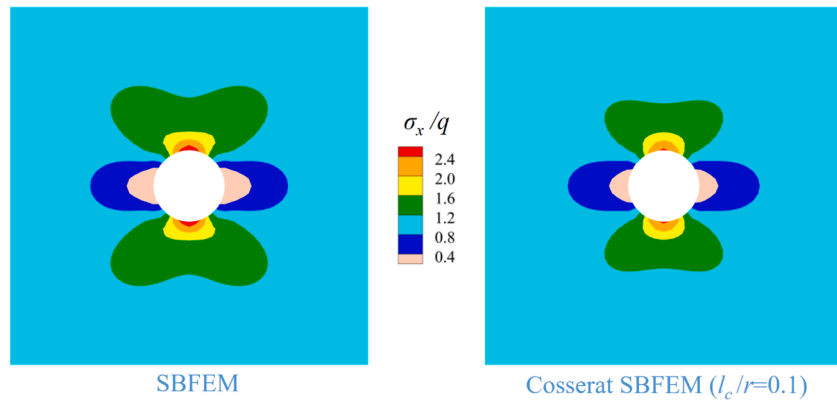 σx /q
2.4
2.0
1.6
1.2
0.8
0.4
SBFEM
Cosserat SBFEM (lc/r=0.1)